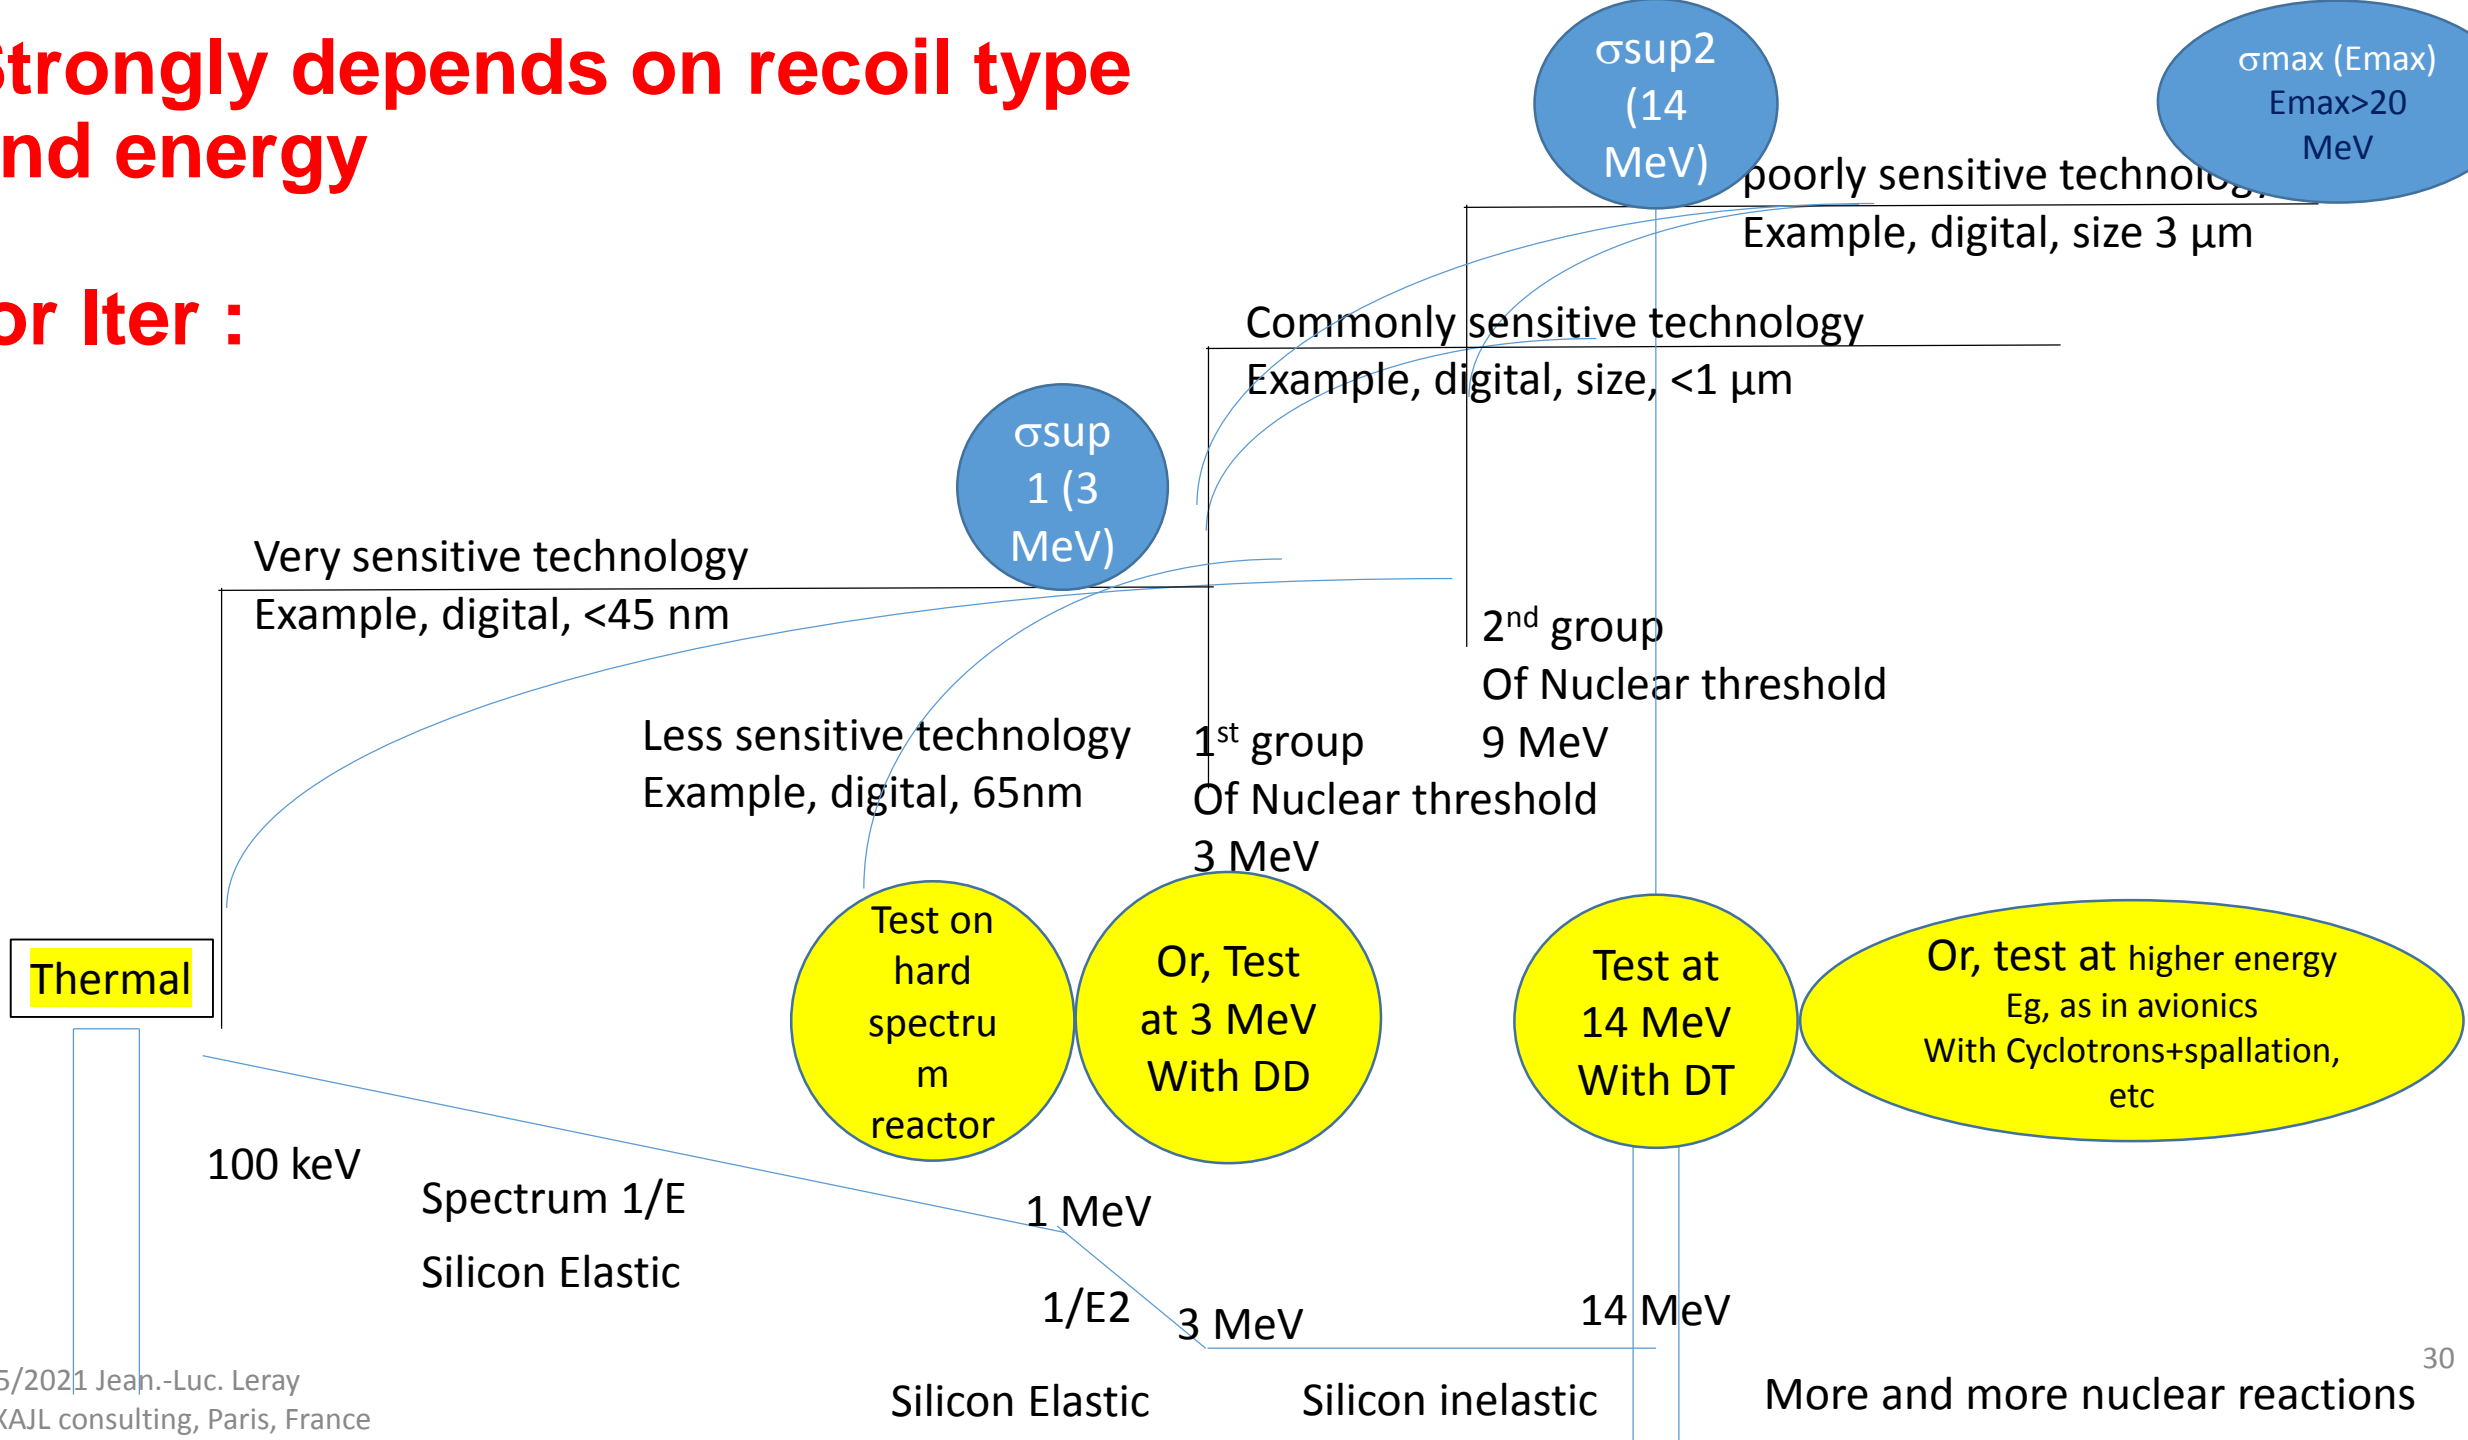 Strongly depends on recoil type
nd energy
or Iter :
σsup2
(14
MeV)
σmax (Emax)
Emax>20
MeV
poorly sensitive technology
Example, digital, size 3 µm
Commonly sensitive technology
Example, digital, size, <1 µm
σsup
1 (3
MeV)
Very sensitive technology
Example, digital, <45 nm
2nd group
Of Nuclear threshold
9 MeV
Less sensitive technology
Example, digital, 65nm
1st group
Of Nuclear threshold
3 MeV
Thermal
Test on
hard
spectru
m
reactor
Or, Test
at 3 MeV
With DD
Test at
14 MeV
With DT
Or, test at higher energy
Eg, as in avionics
With Cyclotrons+spallation,
etc
100 keV
Spectrum 1/E
Silicon Elastic
1 MeV
1/E2
3 MeV
14 MeV
Silicon Elastic
Silicon inelastic
More and more nuclear reactions
30
5/2021 Jean.-Luc. Leray
XAJL consulting, Paris, France